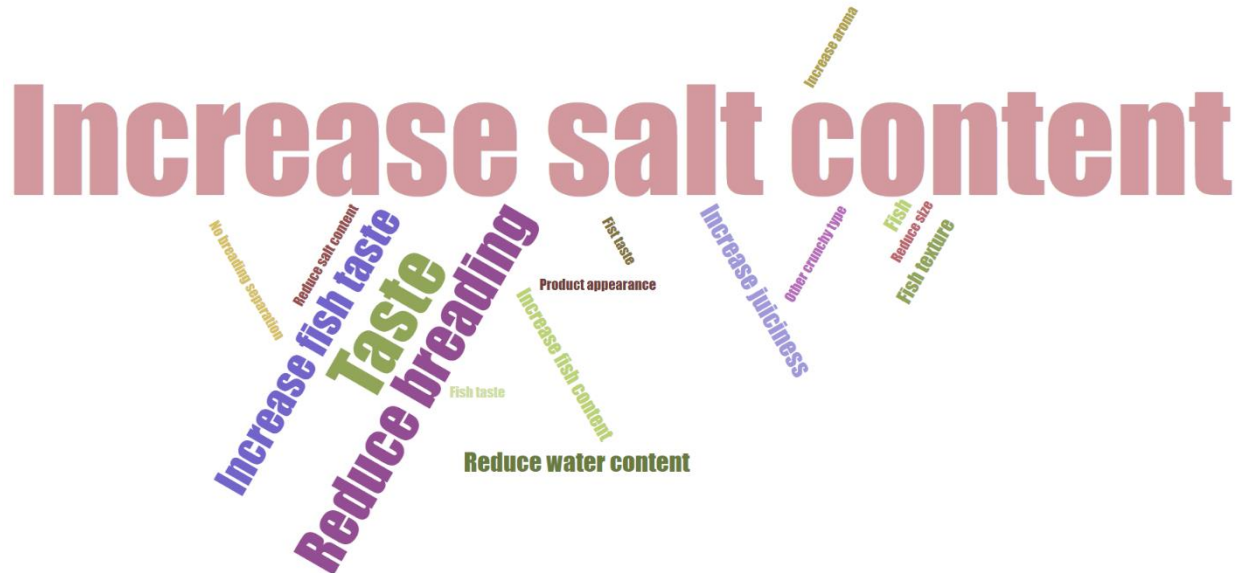 Increase aroma
Increase salt content
No breading separation
Reduce salt content
Increase fish taste
Taste
Reduce breading
Fist taste
Product appearance
Increase fish content
Fish taste
Reduce water content
Increase juiciness
Other crunchy type
Fish
Reduce size
Fish texture